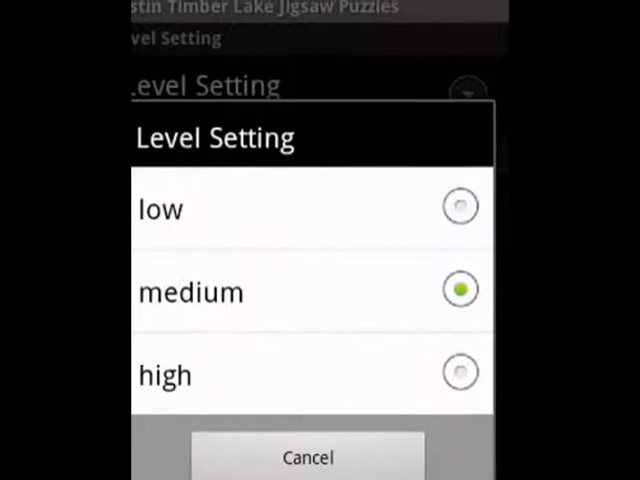 stin Timber Lake Jigsaw Puzzles
vel Setting
Level Setting
Level Setting
low
medium
high
Cancel